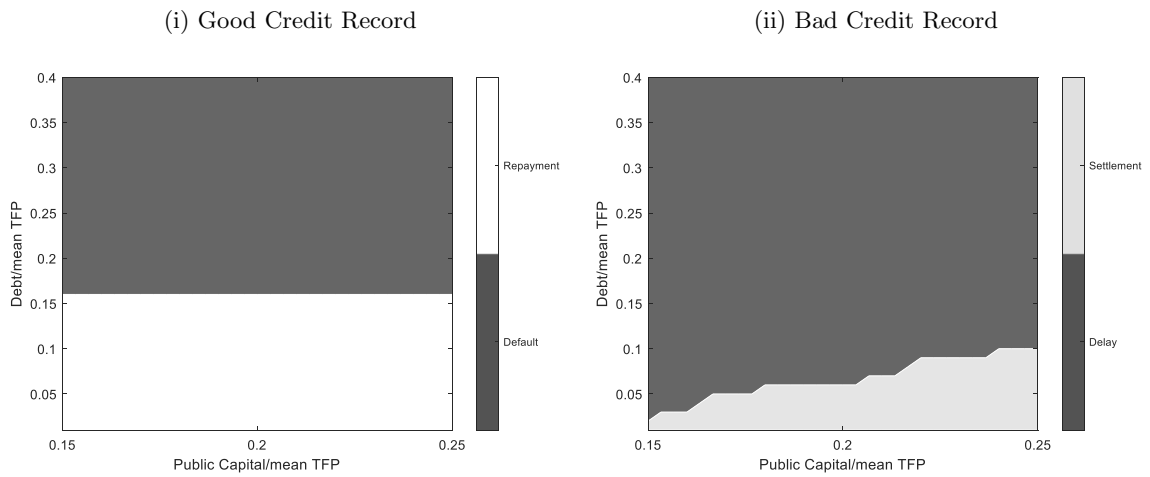 (i) Good Credit Record
0.4
0.35
0.3
0.25
0.2
0.15
0.1
0.05
Debt/mean TFP
0.15
0.2
0.25
Public Capital/mean TFP
Repayment
Default
(ii) Bad Credit Record
0.4
0.35
0.3
0.25
0.2
0.15
0.1
0.05
Debt/mean TFP
0.15
0.2
0.25
Public Capital/mean TFP
Settlement
Delay